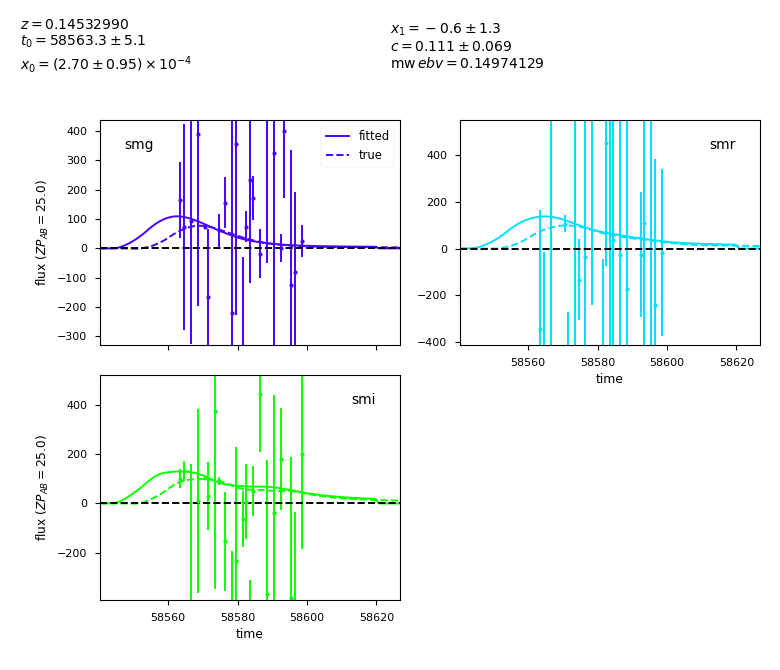 z = 0.14532990
t₀ = 58563.3 ± 5.1
x₀ = (2.70 ± 0.95) × 10⁻⁴
x₁ = −0.6 ± 1.3
c = 0.111 ± 0.069
mw ebv = 0.14974129
smg
fitted
true
flux (ZP_AB = 25.0)
400
300
200
100
0
−100
−200
−300
smr
400
200
0
−200
−400
58560
58580
58600
58620
time
smi
flux (ZP_AB = 25.0)
400
200
0
−200
58560
58580
58600
58620
time